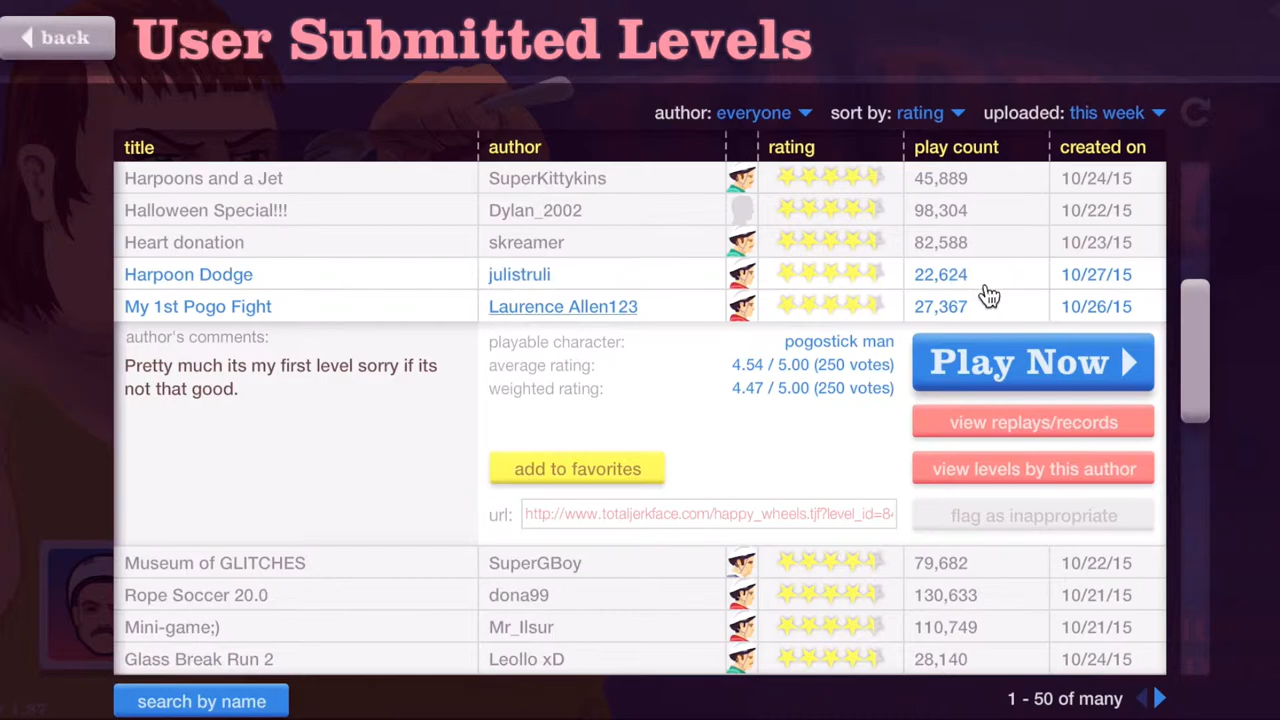 back
User Submitted Levels
author: everyone sort by: rating uploaded: this week
title author rating play count created on
Harpoons and a Jet SuperKittykins 45,889 10/24/15
Halloween Special!!! Dylan_2002 98,304 10/22/15
Heart donation skreamer 82,588 10/23/15
Harpoon Dodge julistruli 22,624 10/27/15
My 1st Pogo Fight Laurence Allen123 27,367 10/26/15
author's comments:
Pretty much its my first level sorry if its
not that good.
playable character: pogostick man
average rating: 4.54 / 5.00 (250 votes)
weighted rating: 4.47 / 5.00 (250 votes)
add to favorites
url: http://www.totaljerkface.com/happy_wheels.tjf?level_id=8
Play Now
view replays/records
view levels by this author
flag as inappropriate
Museum of GLITCHES SuperGBoy 79,682 10/22/15
Rope Soccer 20.0 dona99 130,633 10/21/15
Mini-game;) Mr_Ilsur 110,749 10/21/15
Glass Break Run 2 Leollo xD 28,140 10/24/15
search by name 1 - 50 of many
1.87